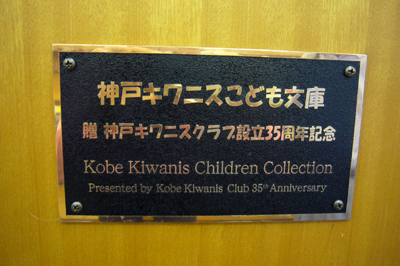 神戸キワニスこども文庫
贈 神戸キワニスクラブ設立35周年記念
Kobe Kiwanis Children Collection
Presented by Kobe Kiwanis Club 35th Anniversary